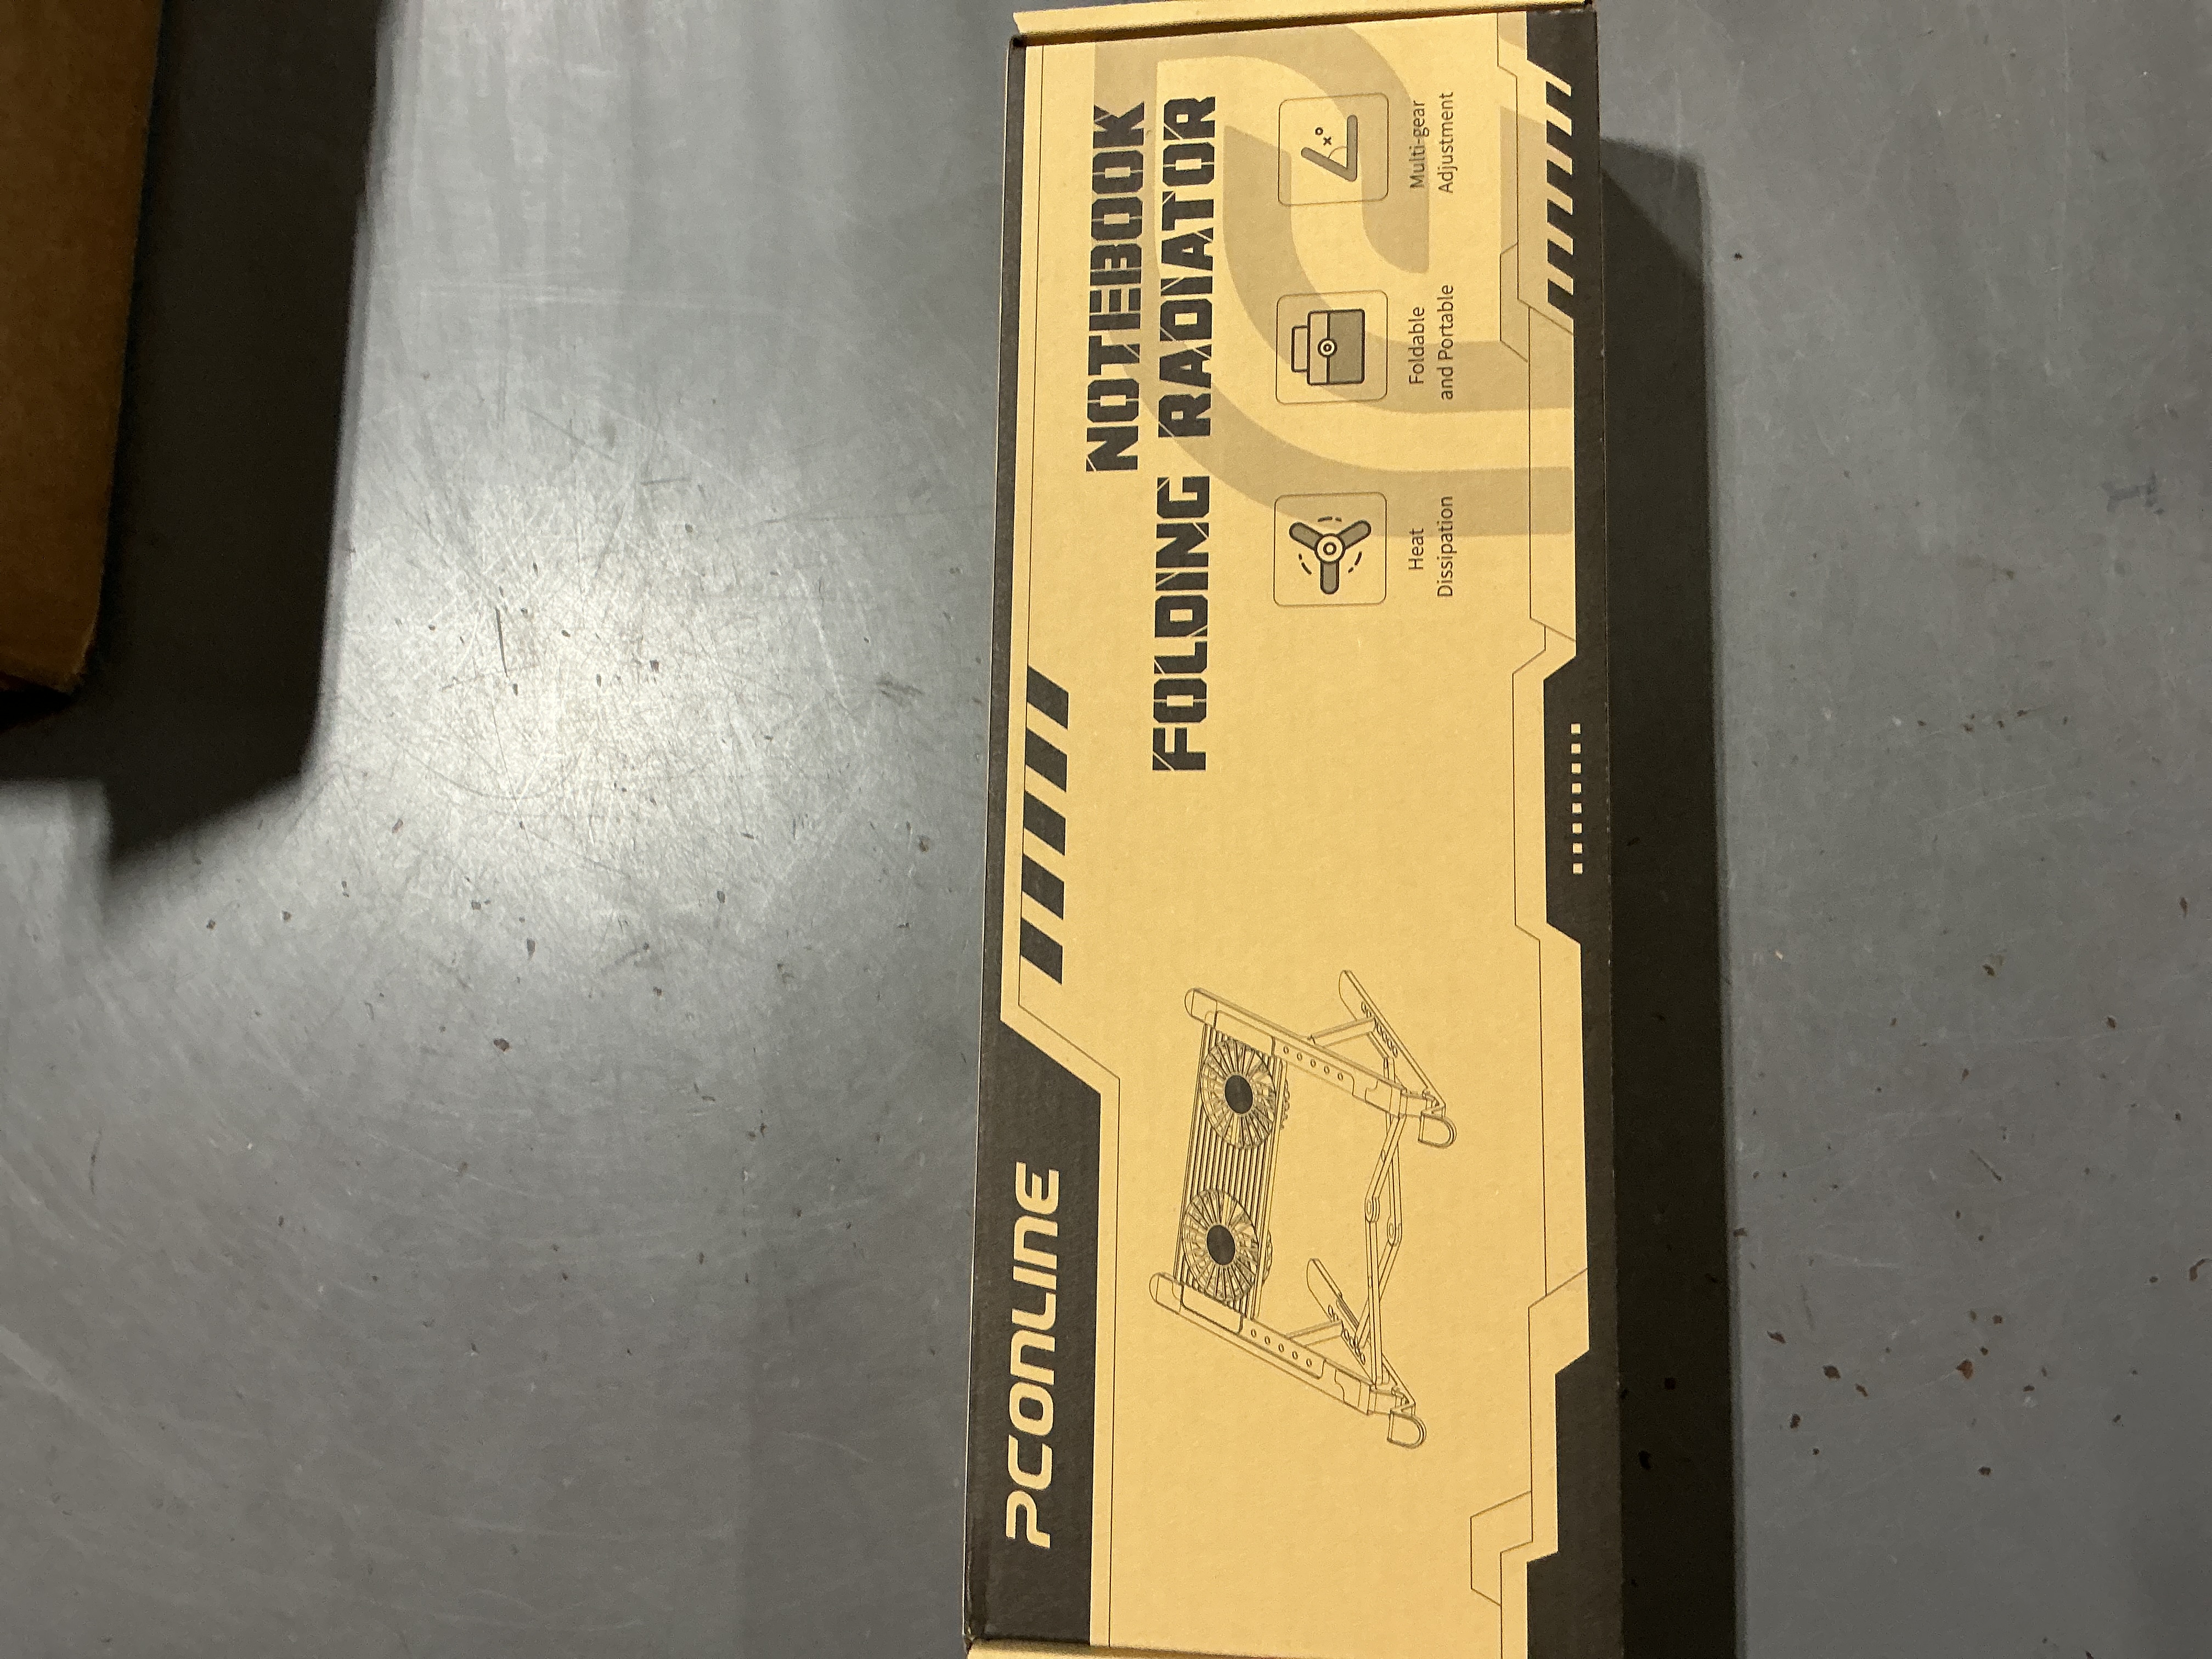 PCONLINE
NOTEBOOK
FOLDING RADIATOR
Heat
Dissipation
Foldable
and Portable
x°
Multi-gear
Adjustment